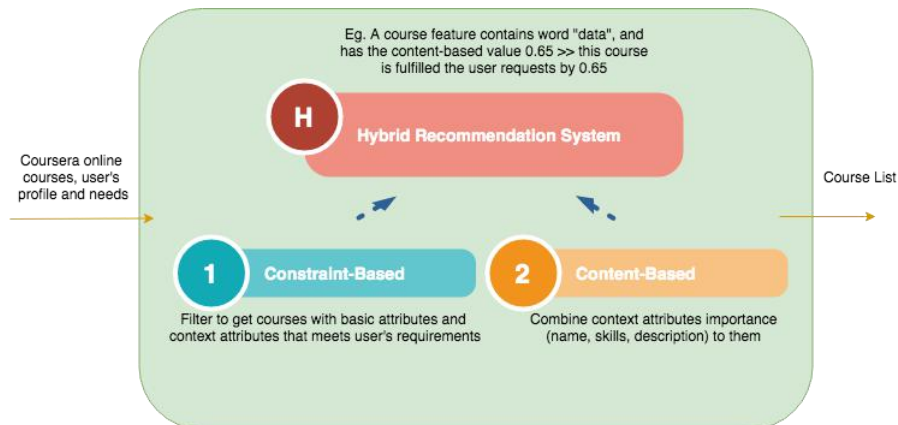 Eg. A course feature contains word "data", and
has the content-based value 0.65 >> this course
is fulfilled the user requests by 0.65
H
Hybrid Recommendation System
Coursera online
courses, user's
profile and needs
Course List
1
Constraint-Based
2
Content-Based
Filter to get courses with basic attributes and
context attributes that meets user's requirements
Combine context attributes importance
(name, skills, description) to them